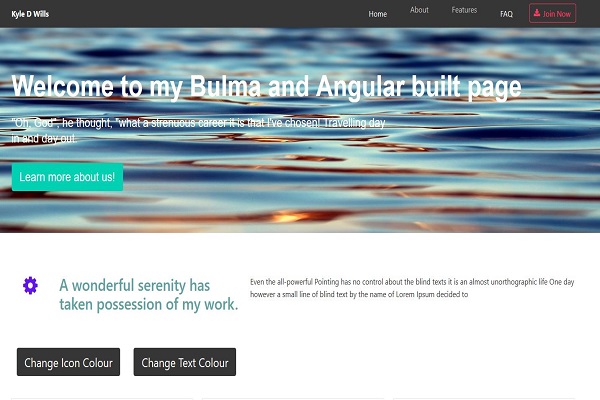 Kyle D Wills
Home About Features FAQ Join Now
Welcome to my Bulma and Angular built page
"Oh, God", he thought, "what a strenuous career it is that I've chosen! Travelling day
in and day out.
Learn more about us!
A wonderful serenity has
taken possession of my work.
Even the all-powerful Pointing has no control about the blind texts it is an almost unorthographic life One day
however a small line of blind text by the name of Lorem Ipsum decided to
Change Icon Colour Change Text Colour